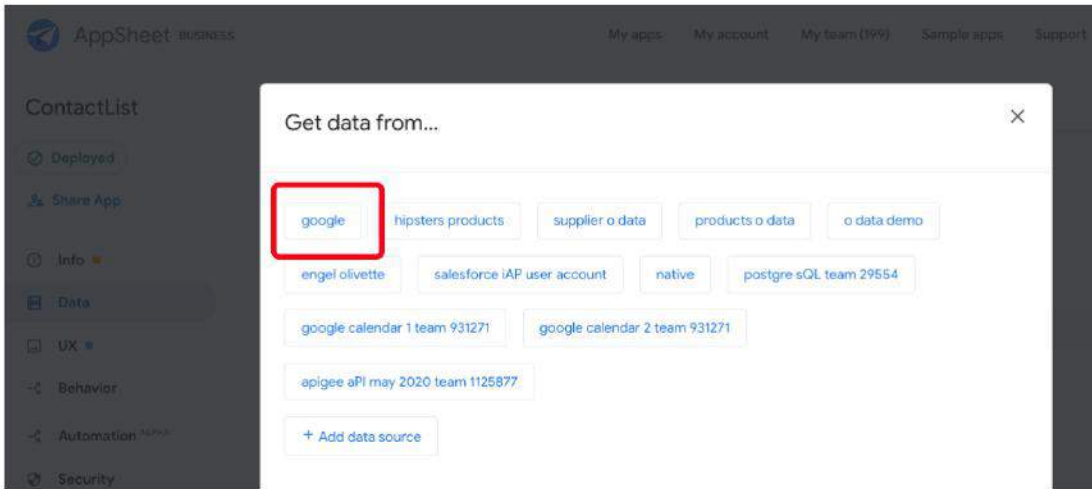 AppSheet BUSINESS
My apps My account My team (199) Sample apps Support
ContactList
Deployed
Share App
Info
Data
UX
Behavior
Automation
Security
Get data from...
google hipsters products supplier o data products o data o data demo
engel olivette salesforce iAP user account native postgre sQL team 29554
google calendar 1 team 931271 google calendar 2 team 931271
apigee aPI may 2020 team 1125877
+ Add data source